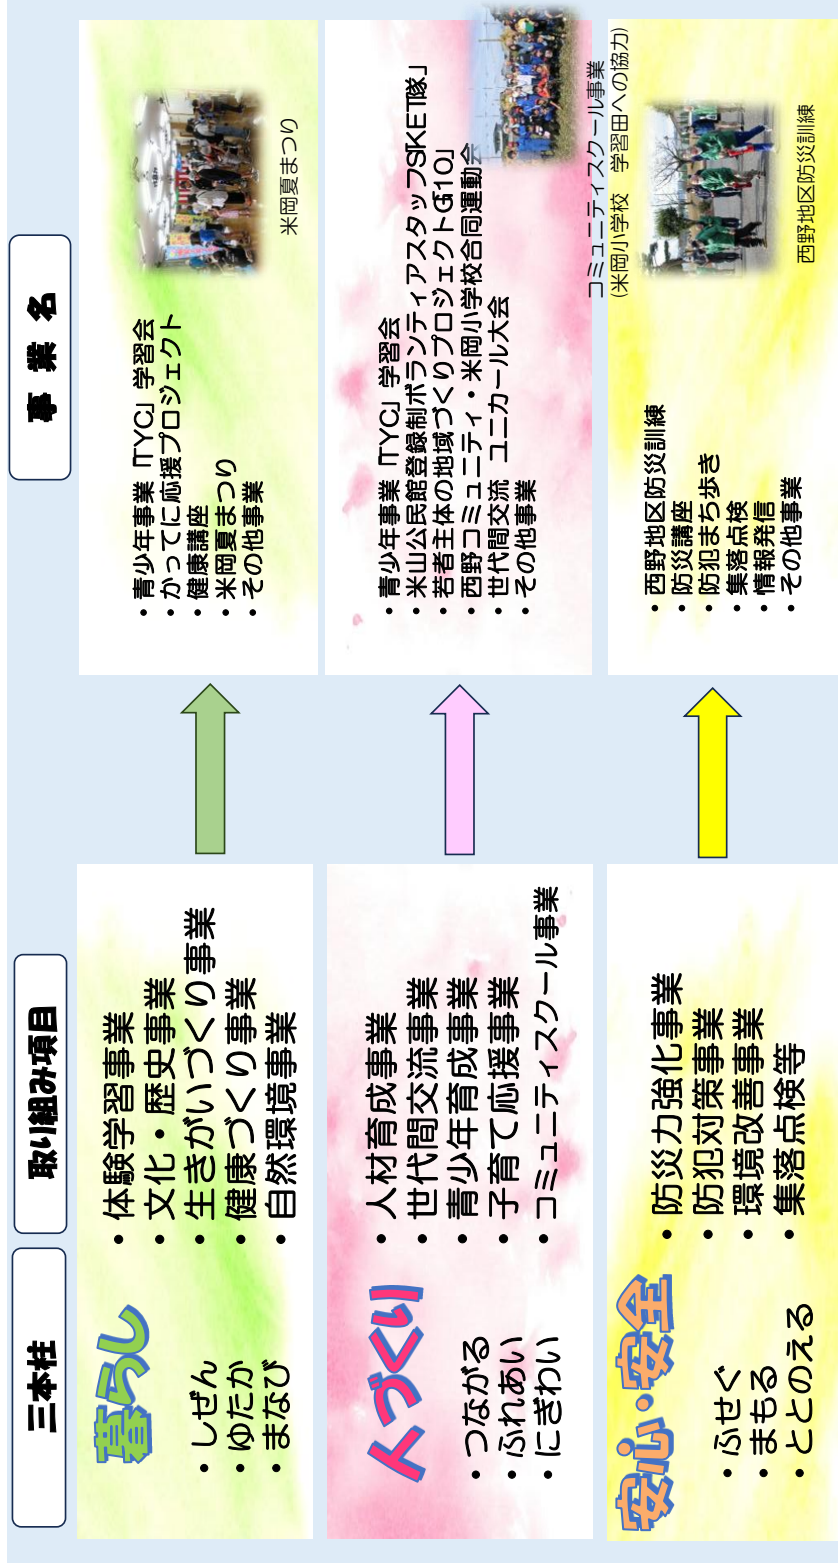 三本柱
取り組み項目
事業名
暮らし
・しぜん
・ゆたか
・まなび
・体験学習事業
・文化・歴史事業
・生きがいづくり事業
・健康づくり事業
・自然環境事業
・青少年事業「TYC」学習会
・かってに応援プロジェクト
・健康講座
・米岡夏まつり
・その他事業
米岡夏まつり
人づくり
・つながる
・ふれあい
・にぎわい
・人材育成事業
・世代間交流事業
・青少年育成事業
・子育て応援事業
・コミュニティスクール事業
・青少年事業「TYC」学習会
・米山公民館登録制ボランティアスタッフ「SKET隊」
・若者主体の地域づくりプロジェクト「G10」
・西野コミュニティ・米岡小学校合同運動会
・世代間交流 ユニカール大会
・その他事業
コミュニティスクール事業
(米岡小学校 学習田への協力)
安心・安全
・ふせぐ
・まもる
・ととのえる
・防災力強化事業
・防犯対策事業
・環境改善事業
・集落点検等
・西野地区防災訓練
・防災講座
・防犯まち歩き
・集落点検
・情報発信
・その他事業
西野地区防災訓練